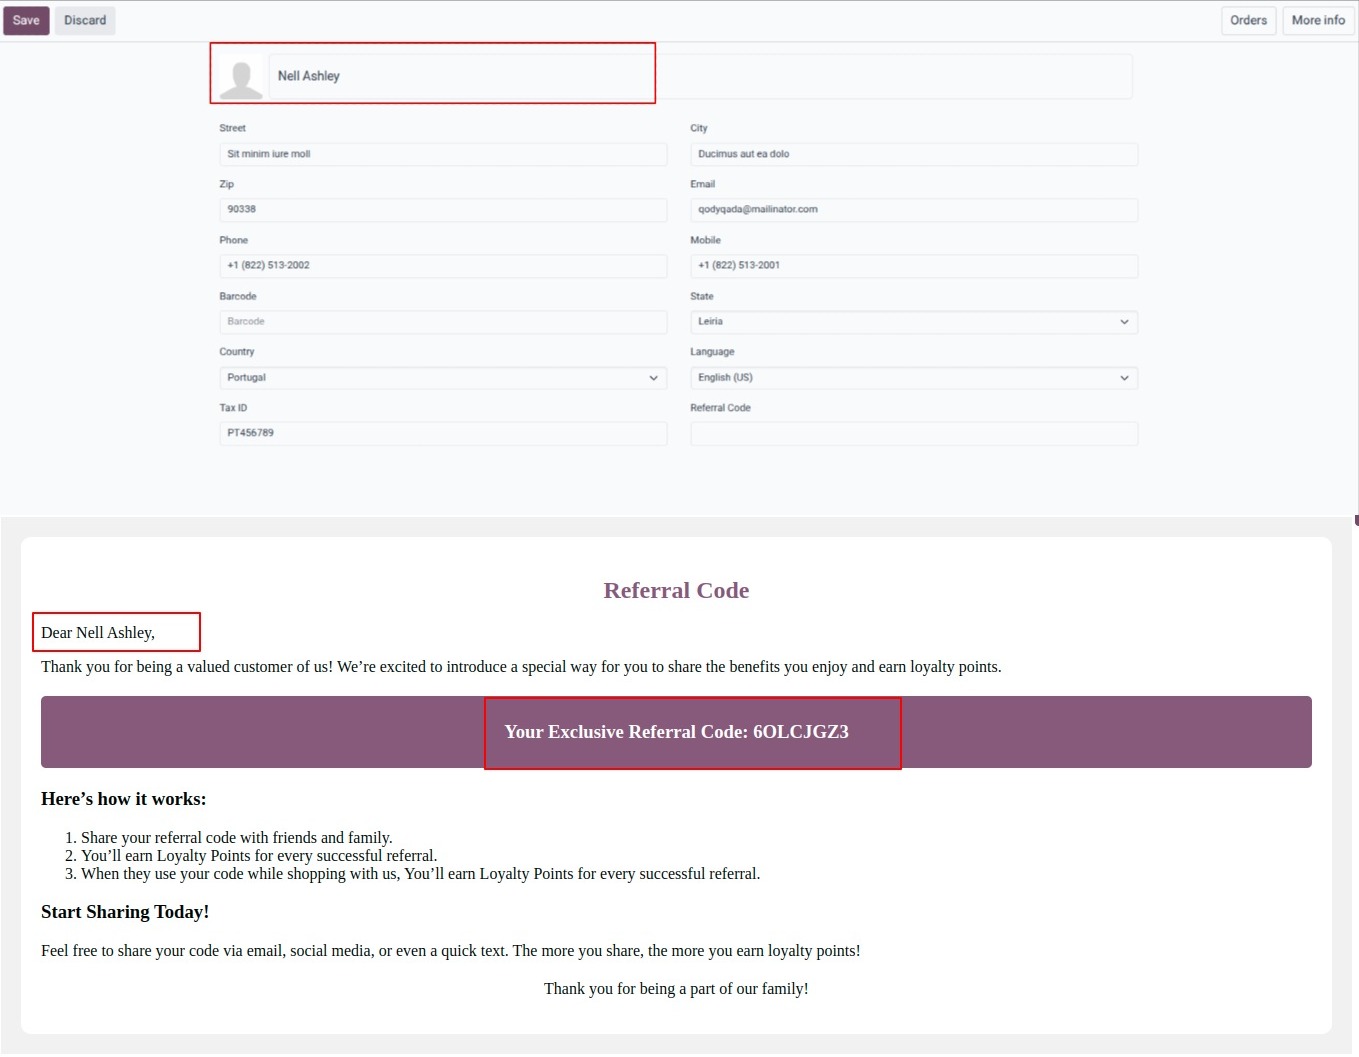 Save Discard Orders More info
Nell Ashley
Street City
Sit minim iure moll Ducimus aut ea dolo
Zip Email
90338 qodyqada@mailinator.com
Phone Mobile
+1 (822) 513-2002 +1 (822) 513-2001
Barcode State
Barcode Leiria
Country Language
Portugal English (US)
Tax ID Referral Code
PT456789
Referral Code
Dear Nell Ashley,
Thank you for being a valued customer of us! We’re excited to introduce a special way for you to share the benefits you enjoy and earn loyalty points.
Your Exclusive Referral Code: 6OLCJGZ3
Here’s how it works:
1. Share your referral code with friends and family.
2. You’ll earn Loyalty Points for every successful referral.
3. When they use your code while shopping with us, You’ll earn Loyalty Points for every successful referral.
Start Sharing Today!
Feel free to share your code via email, social media, or even a quick text. The more you share, the more you earn loyalty points!
Thank you for being a part of our family!